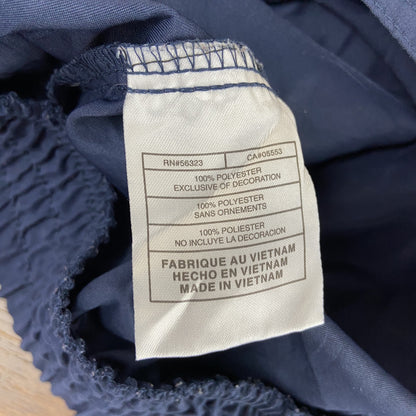 RN#56323 CA#05553
100% POLYESTER
EXCLUSIVE OF DECORATION
100% POLYESTER
SANS ORNEMENTS
100% POLIESTER
NO INCLUYE LA DECORACION
FABRIQUE AU VIETNAM
HECHO EN VIETNAM
MADE IN VIETNAM